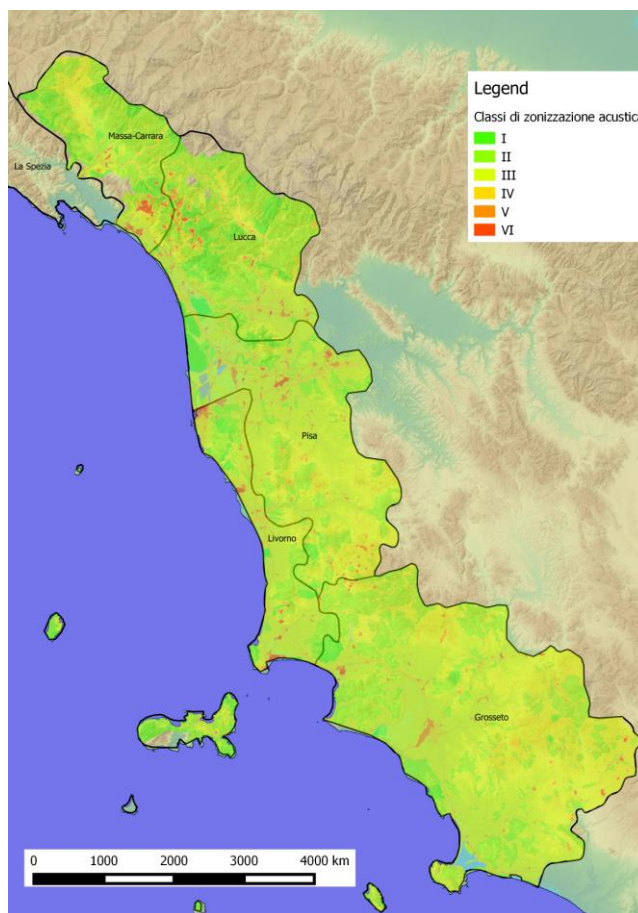 Legend
Classi di zonizzazione acustica
I
II
III
IV
V
VI
Massa-Carrara
La Spezia
Lucca
Pisa
Livorno
Grosseto
0 1000 2000 3000 4000 km